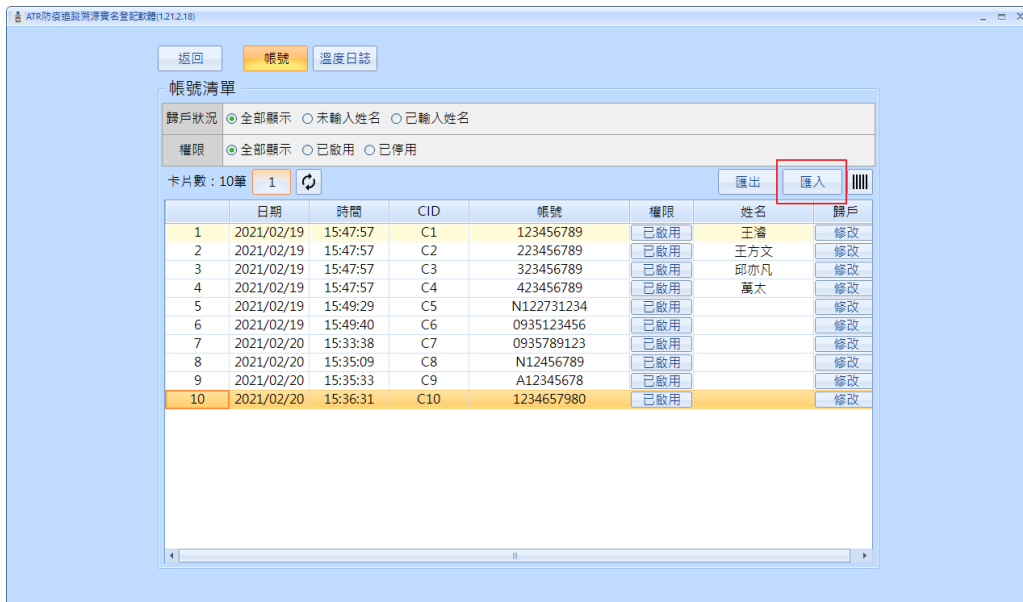 ATR防疫追蹤溯源實名登記軟體(1.21.2.18)
返回 帳號 溫度日誌
帳號清單
歸戶狀況 全部顯示 未輸入姓名 己輸入姓名
權限 全部顯示 已啟用 已停用
卡片數：10筆 1 匯出 匯入
日期 時間 CID 帳號 權限 姓名 歸戶
1 2021/02/19 15:47:57 C1 123456789 已啟用 王濬 修改
2 2021/02/19 15:47:57 C2 223456789 已啟用 王方文 修改
3 2021/02/19 15:47:57 C3 323456789 已啟用 邱亦凡 修改
4 2021/02/19 15:47:57 C4 423456789 已啟用 萬太 修改
5 2021/02/19 15:49:29 C5 N122731234 已啟用 修改
6 2021/02/19 15:49:40 C6 0935123456 已啟用 修改
7 2021/02/20 15:33:38 C7 0935789123 已啟用 修改
8 2021/02/20 15:35:09 C8 N12456789 已啟用 修改
9 2021/02/20 15:35:33 C9 A12345678 已啟用 修改
10 2021/02/20 15:36:31 C10 1234657980 已啟用 修改